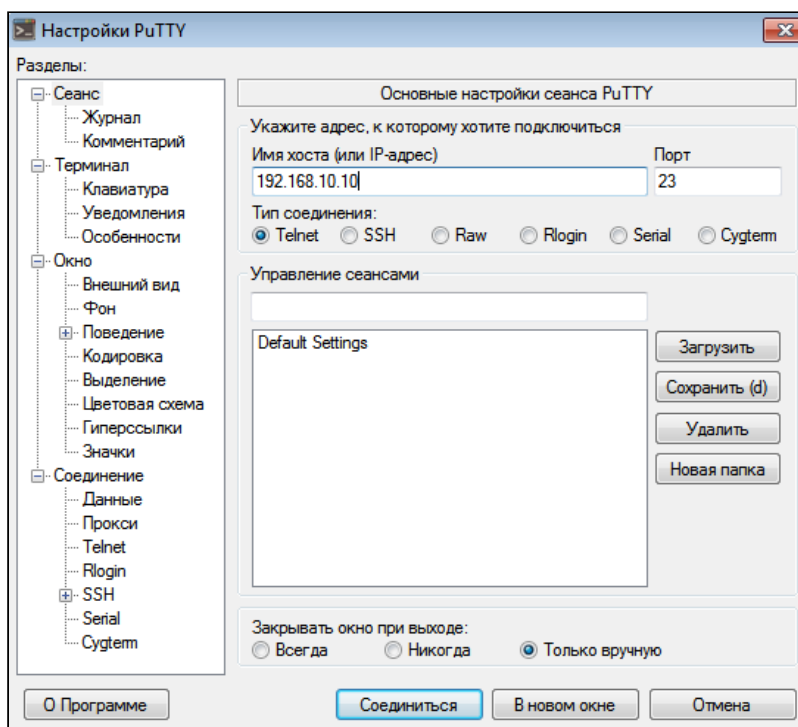 Настройки PuTTY
Разделы:
Сеанс
Журнал
Комментарий
Терминал
Клавиатура
Уведомления
Особенности
Окно
Внешний вид
Фон
Поведение
Кодировка
Выделение
Цветовая схема
Гиперссылки
Значки
Соединение
Данные
Прокси
Telnet
Rlogin
SSH
Serial
Cygterm
Основные настройки сеанса PuTTY
Укажите адрес, к которому хотите подключиться
Имя хоста (или IP-адрес) Порт
192.168.10.10 23
Тип соединения:
Telnet SSH Raw Rlogin Serial Cygterm
Управление сеансами
Default Settings
Загрузить
Сохранить (d)
Удалить
Новая папка
Закрывать окно при выходе:
Всегда Никогда Только вручную
О Программе Соединиться В новом окне Отмена